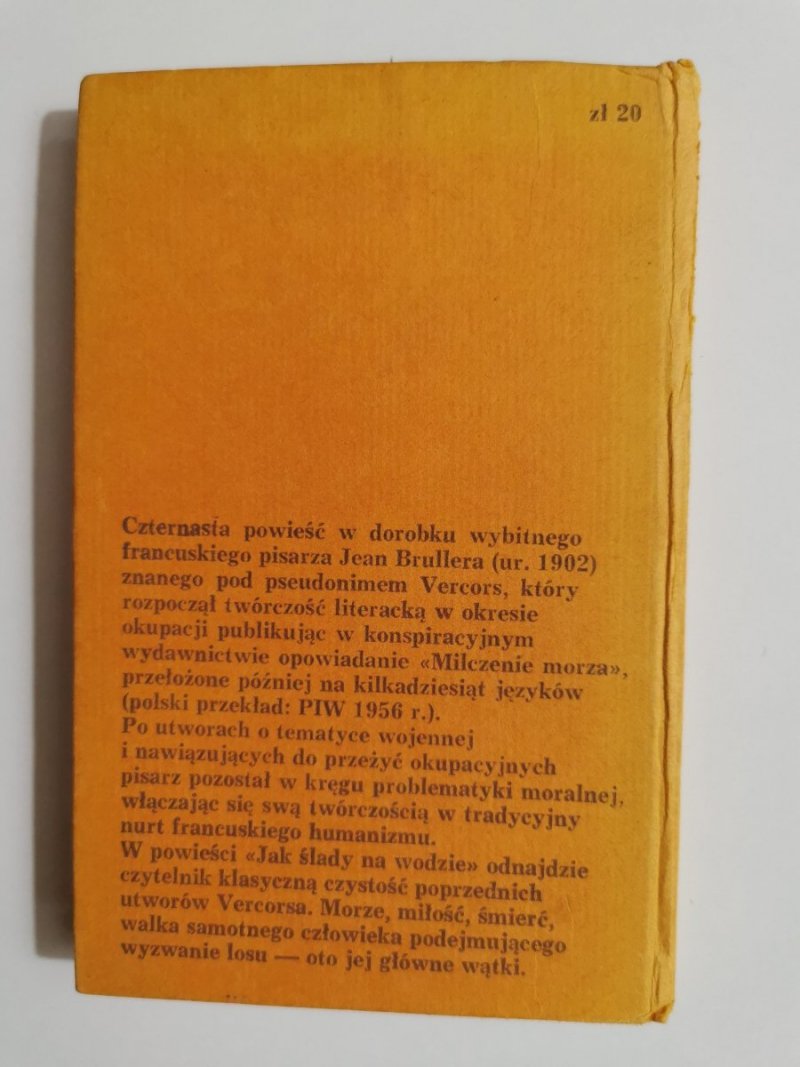 zł 20
Czternasta powieść w dorobku wybitnego
francuskiego pisarza Jean Brullera (ur. 1902)
znanego pod pseudonimem Vercors, który
rozpoczął twórczość literacką w okresie
okupacji publikując w konspiracyjnym
wydawnictwie opowiadanie «Milczenie morza»,
przełożone później na kilkadziesiąt języków
(polski przekład: PIW 1956 r.).
Po utworach o tematyce wojennej
i nawiązujących do przeżyć okupacyjnych
pisarz pozostał w kręgu problematyki moralnej,
włączając się swą twórczością w tradycyjny
nurt francuskiego humanizmu.
W powieści «Jak ślady na wodzie» odnajdzie
czytelnik klasyczną czystość poprzednich
utworów Vercorsa. Morze, miłość, śmierć,
walka samotnego człowieka podejmującego
wyzwanie losu — oto jej główne wątki.